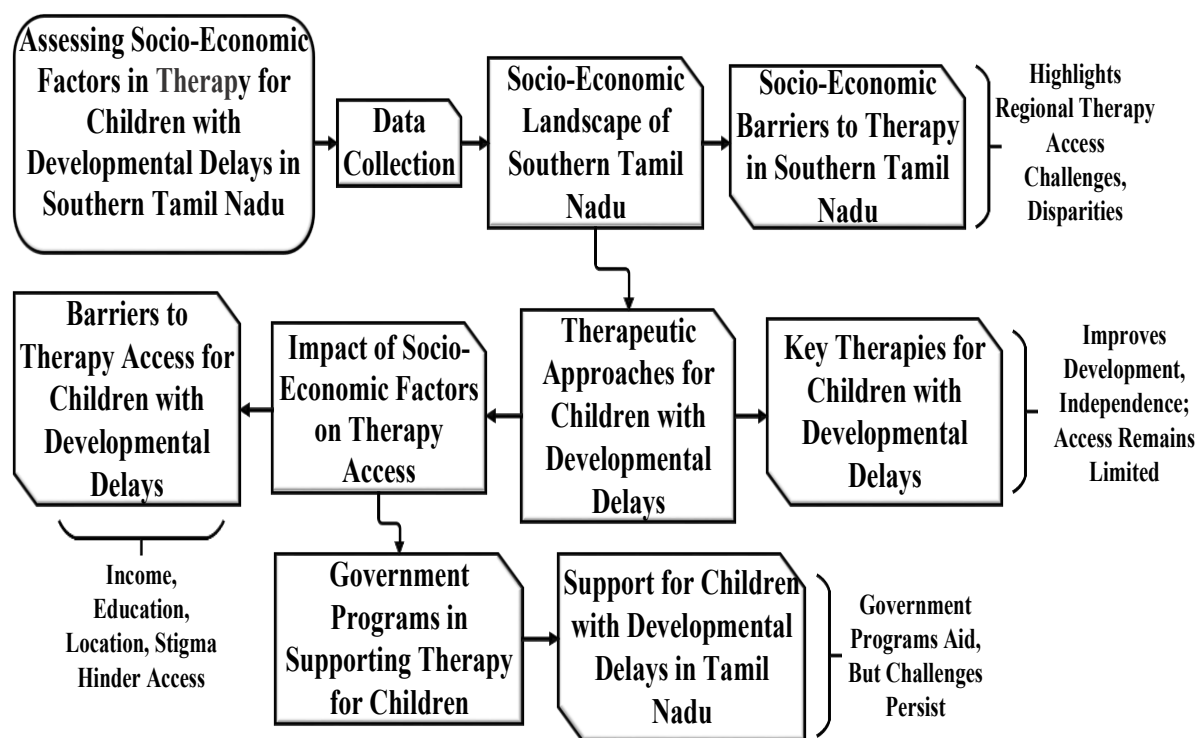 Assessing Socio-Economic
Factors in Therapy for
Children with
Developmental Delays in
Southern Tamil Nadu
Data
Collection
Socio-Economic
Landscape of
Southern Tamil
Nadu
Socio-Economic
Barriers to Therapy
in Southern Tamil
Nadu
Highlights
Regional Therapy
Access
Challenges,
Disparities
Barriers to
Therapy Access for
Children with
Developmental
Delays
Impact of Socio-
Economic Factors
on Therapy
Access
Therapeutic
Approaches for
Children with
Developmental
Delays
Key Therapies for
Children with
Developmental
Delays
Improves
Development,
Independence;
Access Remains
Limited
Income,
Education,
Location, Stigma
Hinder Access
Government
Programs in
Supporting Therapy
for Children
Support for Children
with Developmental
Delays in Tamil
Nadu
Government
Programs Aid,
But Challenges
Persist